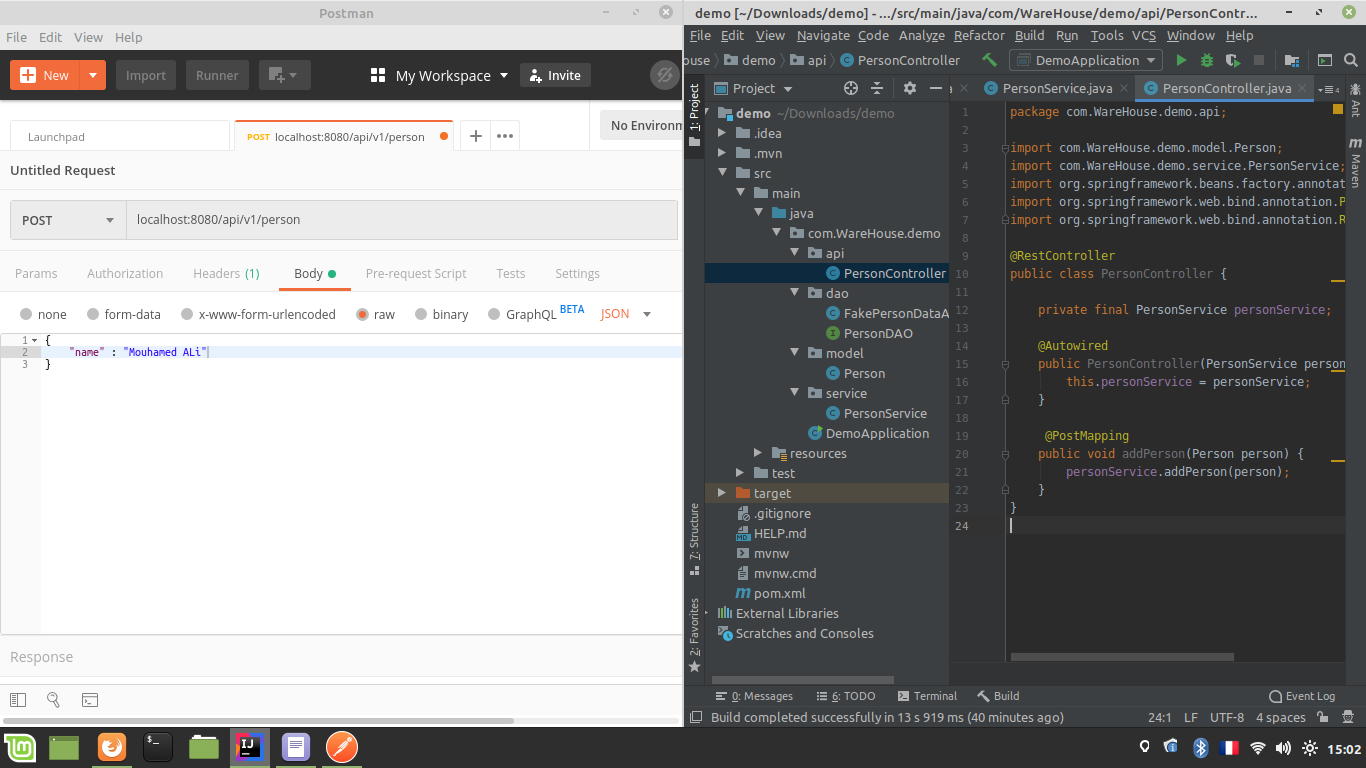 Postman
File Edit View Help
New Import Runner My Workspace Invite
Launchpad POST localhost:8080/api/v1/person No Environm
Untitled Request
POST localhost:8080/api/v1/person
Params Authorization Headers (1) Body Pre-request Script Tests Settings
none form-data x-www-form-urlencoded raw binary GraphQL BETA JSON
1 {
2 "name" : "Mouhamed ALi"
3 }
Response
demo [~/Downloads/demo] - .../src/main/java/com/WareHouse/demo/api/PersonContr...
File Edit View Navigate Code Analyze Refactor Build Run Tools VCS Window Help
ouse demo api PersonController DemoApplication
1: Project
7: Structure
2: Favorites
Project
demo ~/Downloads/demo
.idea
.mvn
src
main
java
com.WareHouse.demo
api
PersonController
dao
FakePersonDataA
PersonDAO
model
Person
service
PersonService
DemoApplication
resources
test
target
.gitignore
HELP.md
mvnw
mvnw.cmd
pom.xml
External Libraries
Scratches and Consoles
PersonService.java PersonController.java 4
1 package com.WareHouse.demo.api;
2
3 import com.WareHouse.demo.model.Person;
4 import com.WareHouse.demo.service.PersonService;
5 import org.springframework.beans.factory.annotat
6 import org.springframework.web.bind.annotation.P
7 import org.springframework.web.bind.annotation.R
8
9 @RestController
10 public class PersonController {
11
12 private final PersonService personService;
13
14 @Autowired
15 public PersonController(PersonService person
16 this.personService = personService;
17 }
18
19 @PostMapping
20 public void addPerson(Person person) {
21 personService.addPerson(person);
22 }
23 }
24
Ant
Maven
0: Messages 6: TODO Terminal Build Event Log
Build completed successfully in 13 s 919 ms (40 minutes ago) 24:1 LF UTF-8 4 spaces
15:02